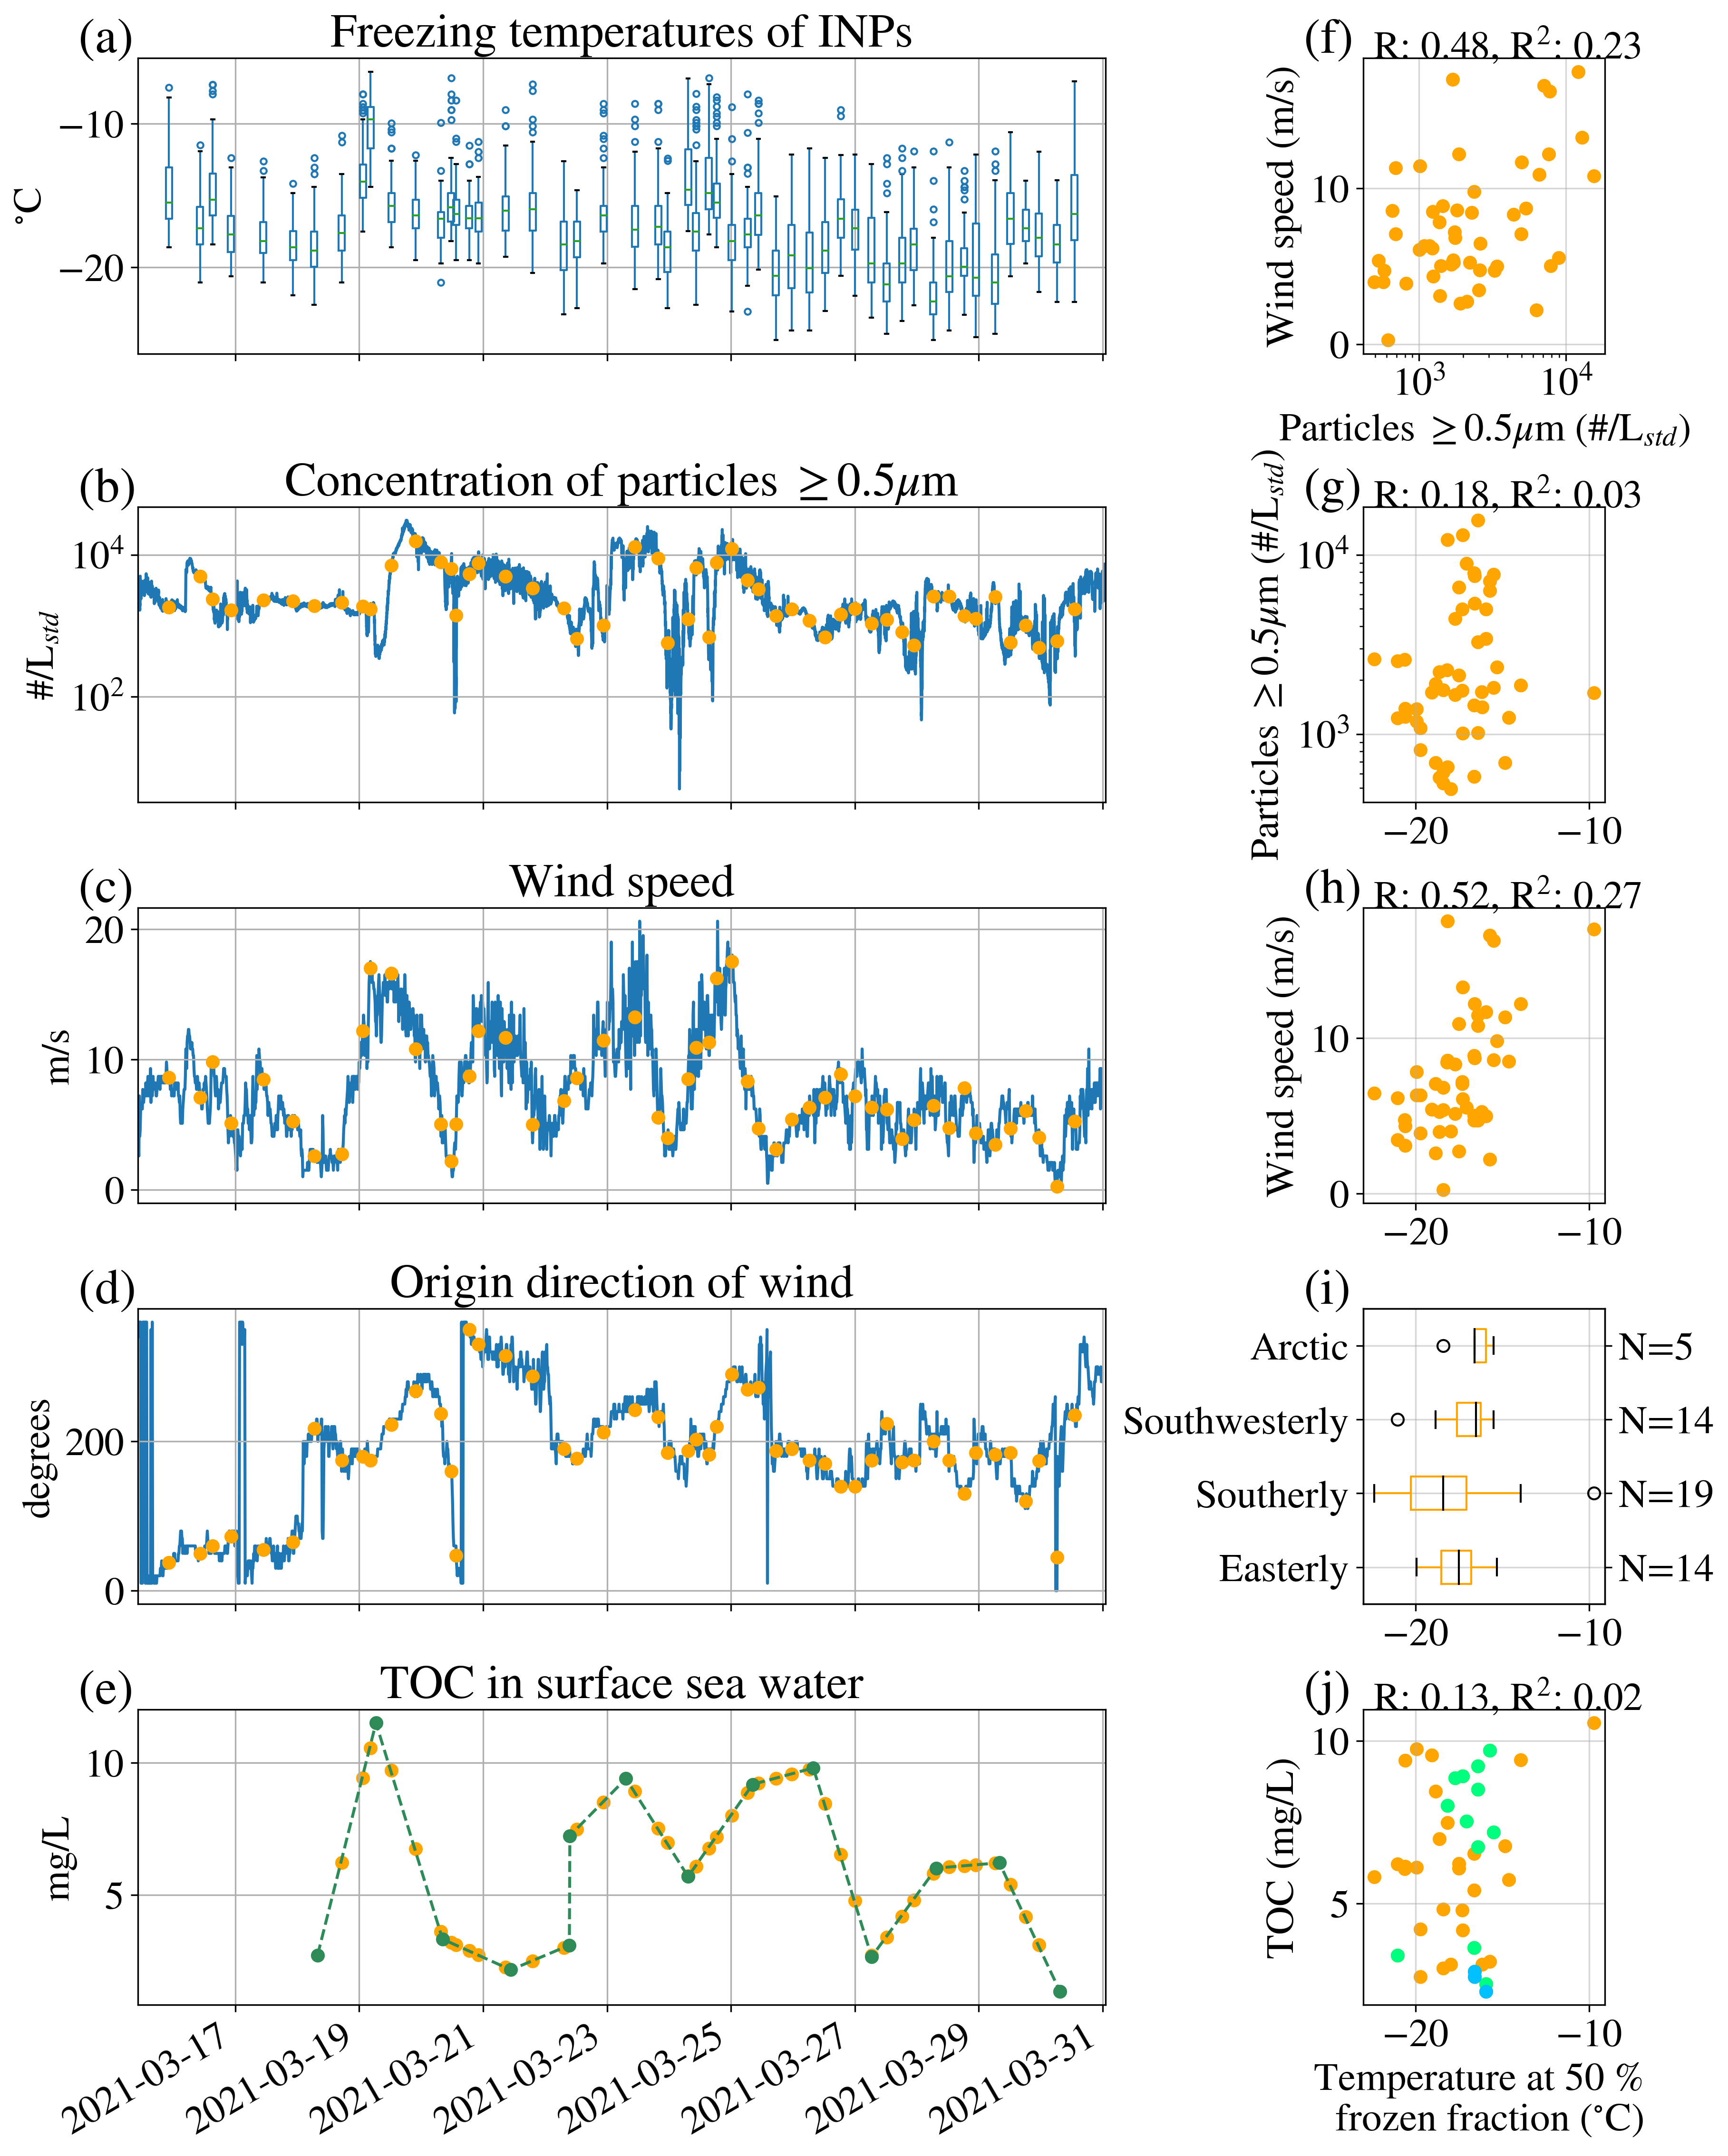 (a) Freezing temperatures of INPs
°C
−10
−20
(b) Concentration of particles ≥0.5μm
#/L_std
10⁴
10²
(c) Wind speed
m/s
20
10
0
(d) Origin direction of wind
degrees
200
0
(e) TOC in surface sea water
mg/L
10
5
2021-03-17
2021-03-19
2021-03-21
2021-03-23
2021-03-25
2021-03-27
2021-03-29
2021-03-31
(f) R: 0.48, R²: 0.23
Wind speed (m/s)
10
0
10³ 10⁴
Particles ≥0.5μm (#/L_std)
(g) R: 0.18, R²: 0.03
Particles ≥0.5μm (#/L_std)
10⁴
10³
−20 −10
(h) R: 0.52, R²: 0.27
Wind speed (m/s)
10
0
−20 −10
(i)
Arctic N=5
Southwesterly N=14
Southerly N=19
Easterly N=14
−20 −10
(j) R: 0.13, R²: 0.02
TOC (mg/L)
10
5
−20 −10
Temperature at 50 %
frozen fraction (°C)